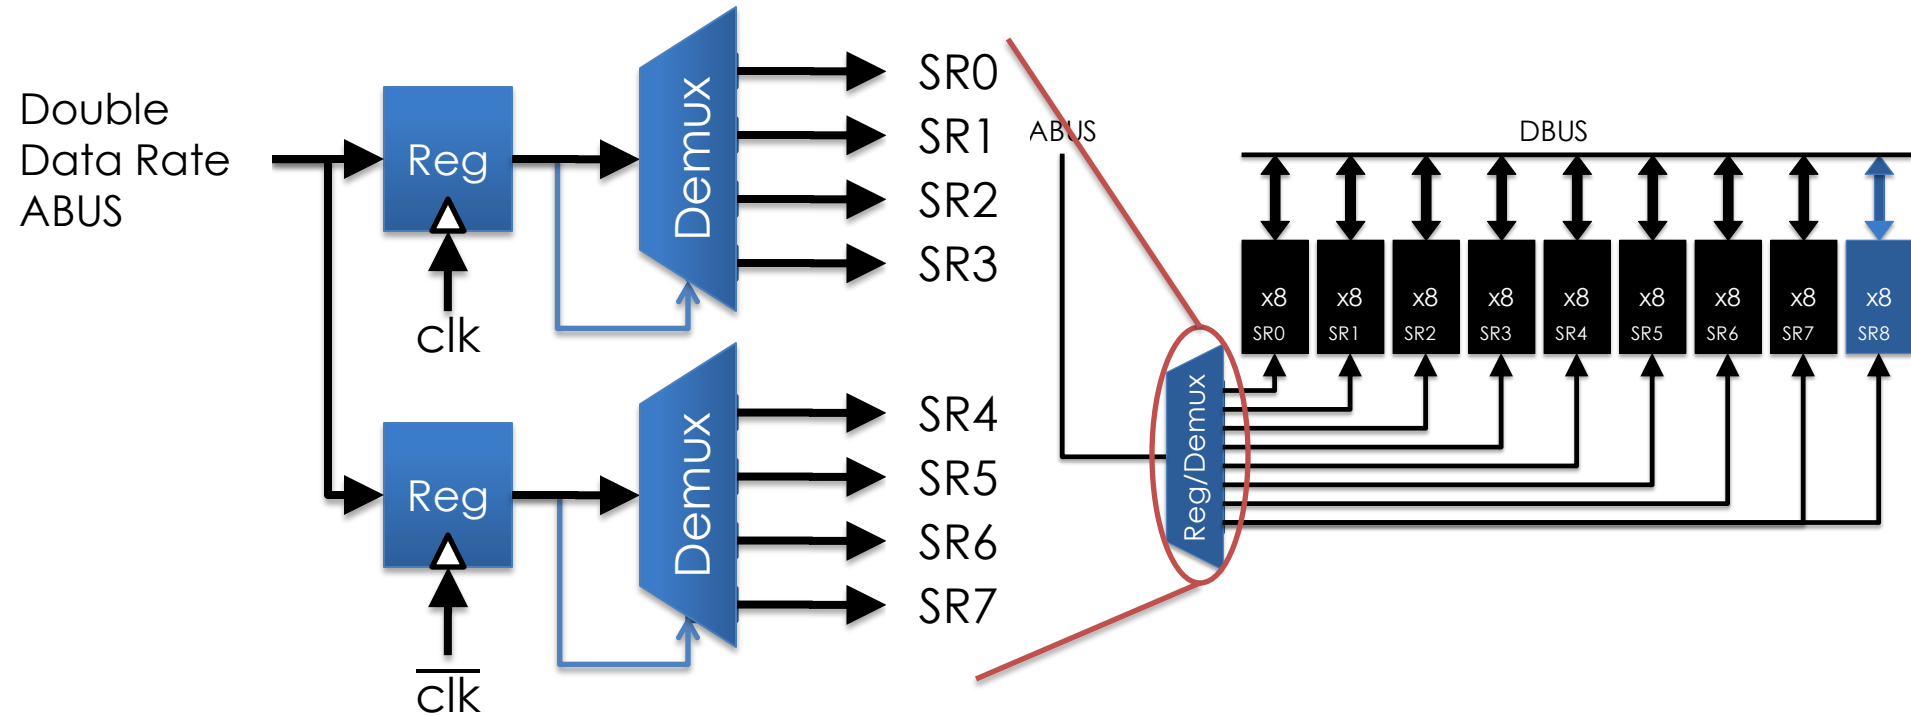 Double
Data Rate
ABUS
Reg
clk
Demux
SR0
SR1
SR2
SR3
Reg
clk
Demux
SR4
SR5
SR6
SR7
ABUS
DBUS
Reg/Demux
x8
SR0
x8
SR1
x8
SR2
x8
SR3
x8
SR4
x8
SR5
x8
SR6
x8
SR7
x8
SR8